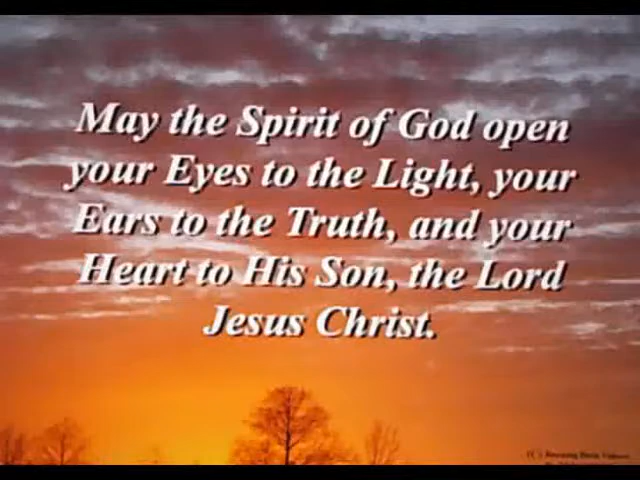 May the Spirit of God open
your Eyes to the Light, your
Ears to the Truth, and your
Heart to His Son, the Lord
Jesus Christ.